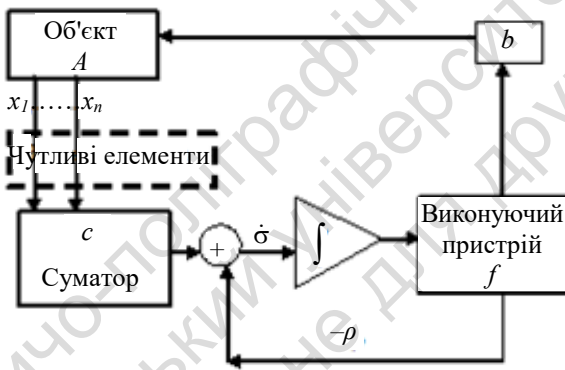 Об'єкт
A
b
x₁……xₙ
Чутливі елементи
c
Суматор
+
σ̇
∫
Виконуючий
пристрій
f
–ρ